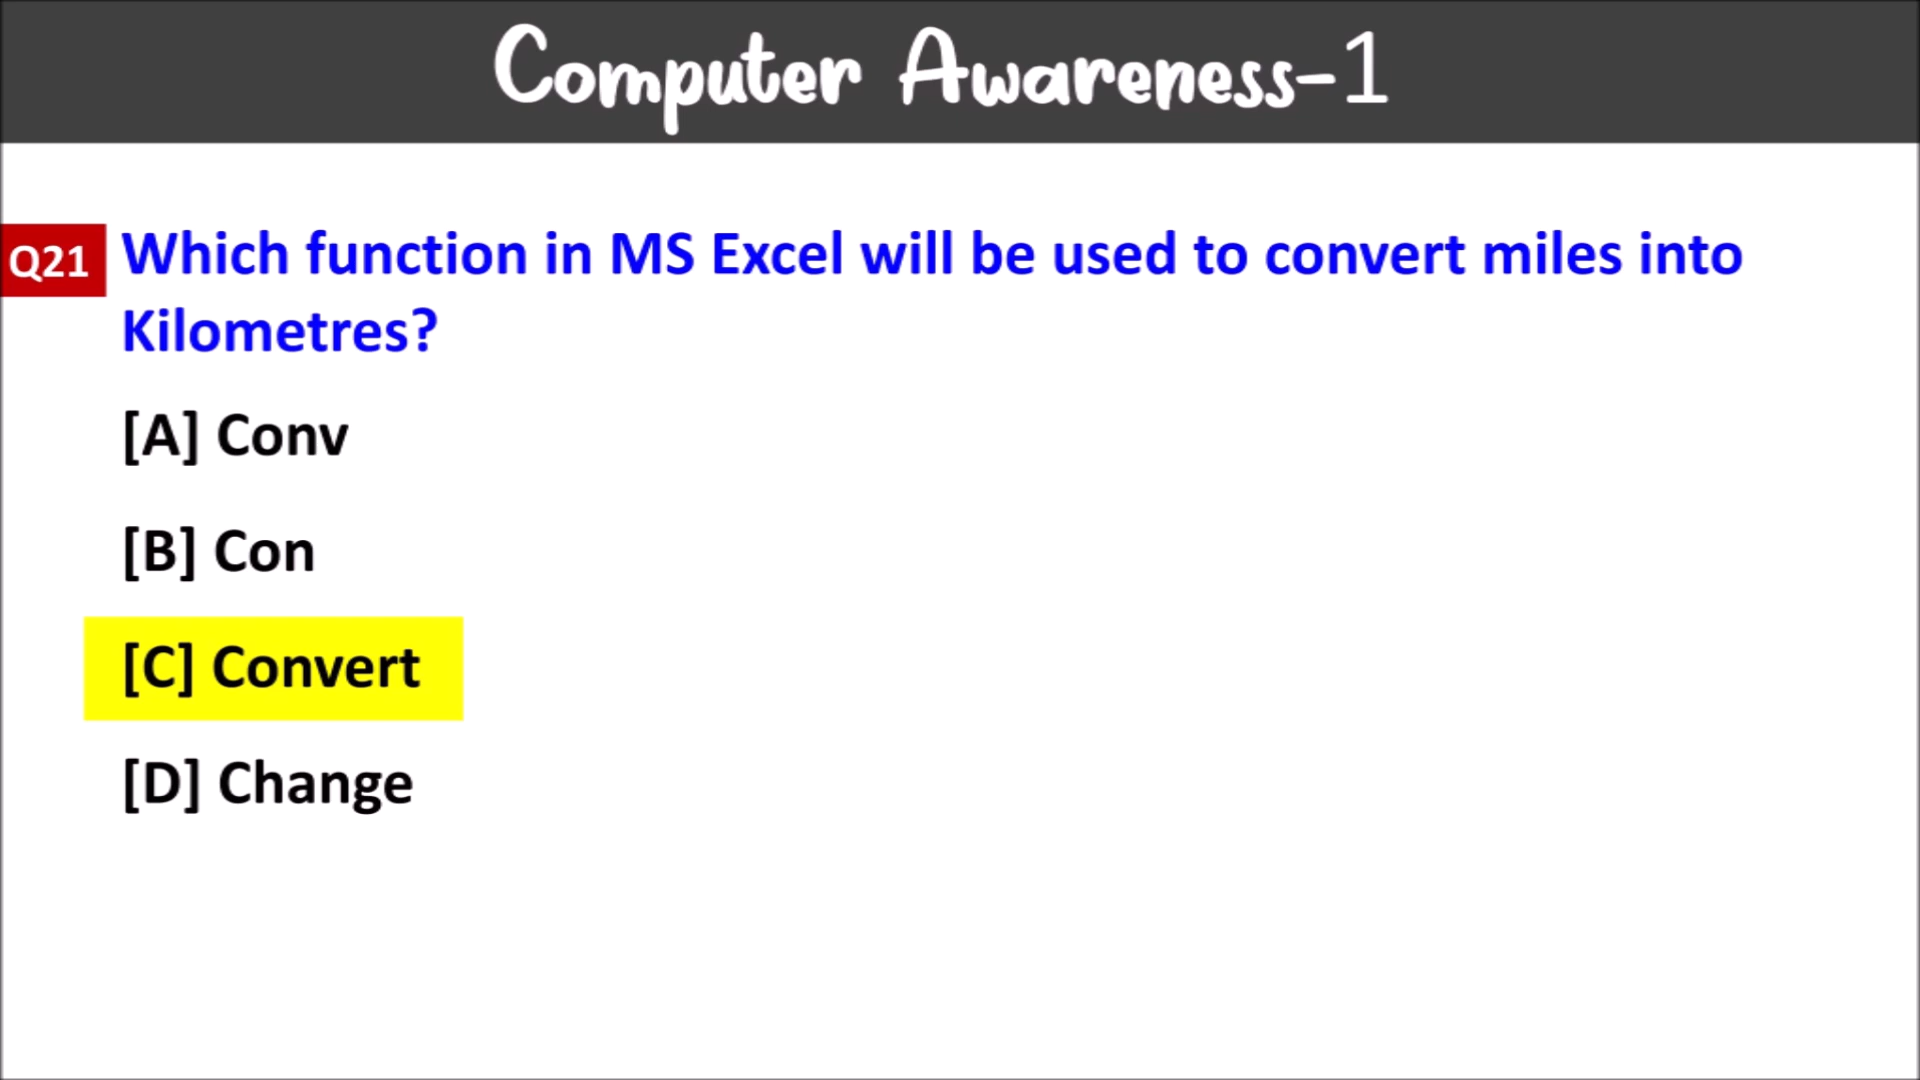 Computer Awareness-1
Q21 Which function in MS Excel will be used to convert miles into
Kilometres?
[A] Conv
[B] Con
[C] Convert
[D] Change